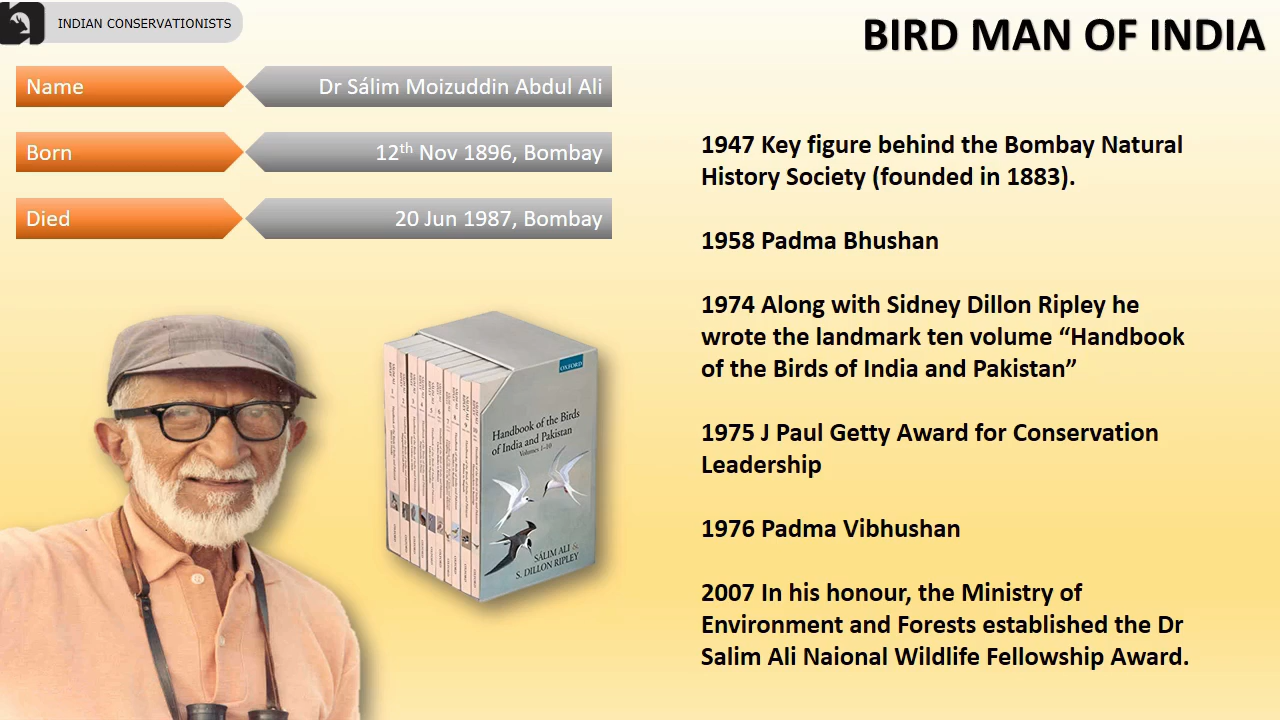 INDIAN CONSERVATIONISTS
BIRD MAN OF INDIA
Name
Dr Sálim Moizuddin Abdul Ali
Born
12th Nov 1896, Bombay
Died
20 Jun 1987, Bombay
1947 Key figure behind the Bombay Natural
History Society (founded in 1883).
1958 Padma Bhushan
1974 Along with Sidney Dillon Ripley he
wrote the landmark ten volume “Handbook
of the Birds of India and Pakistan”
1975 J Paul Getty Award for Conservation
Leadership
1976 Padma Vibhushan
2007 In his honour, the Ministry of
Environment and Forests established the Dr
Salim Ali Naional Wildlife Fellowship Award.
OXFORD
Handbook of the Birds
of India and Pakistan
Volumes 1–10
SÁLIM ALI &
S. DILLON RIPLEY